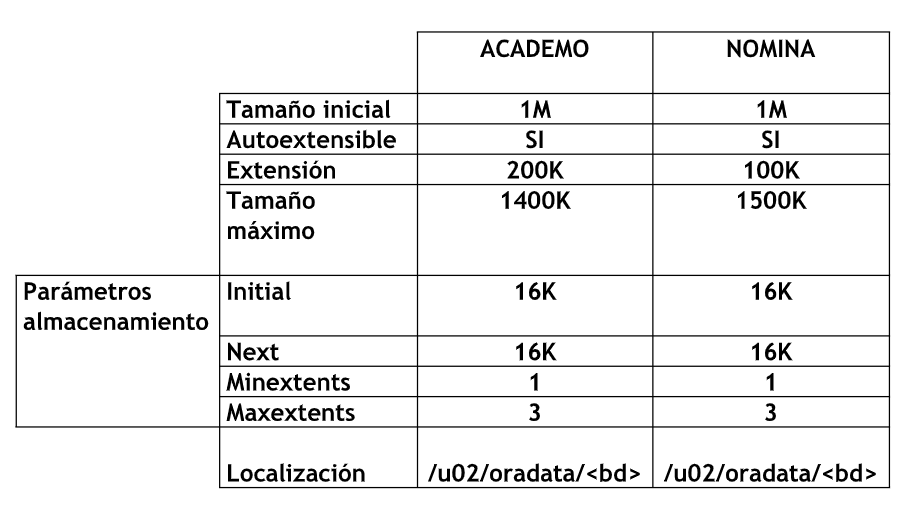 ACADEMO NOMINA
Tamaño inicial 1M 1M
Autoextensible SI SI
Extensión 200K 100K
Tamaño 1400K 1500K
máximo
Parámetros Initial 16K 16K
almacenamiento
Next 16K 16K
Minextents 1 1
Maxextents 3 3
Localización /u02/oradata/<bd> /u02/oradata/<bd>